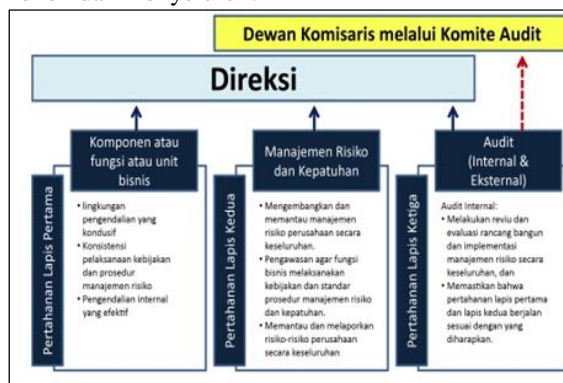 Dewan Komisaris melalui Komite Audit
Direksi
Komponen atau
fungsi atau unit
bisnis
Pertahanan Lapis Pertama
• lingkungan
pengendalian yang
kondusif
• Konsistensi
pelaksanaan kebijakan
dan prosedur
manajemen risiko
• Pengendalian internal
yang efektif
Manajemen Risiko
dan Kepatuhan
Pertahanan Lapis Kedua
• Mengembangkan dan
memantau manajemen
risiko perusahaan secara
keseluruhan.
• Pengawasan agar fungsi
bisnis melaksanakan
kebijakan dan standar
prosedur manajemen risiko
dan kepatuhan.
• Memantau dan melaporkan
risiko-risiko perusahaan
secara keseluruhan
Audit
(Internal &
Eksternal)
Pertahanan Lapis Ketiga
Audit Internal:
• Melakukan reviu dan
evaluasi rancang bangun dan
implementasi
manajemen risiko secara
keseluruhan, dan
• Memastikan bahwa
pertahanan lapis pertama dan
lapis kedua berjalan
sesuai dengan yang
diharapkan.